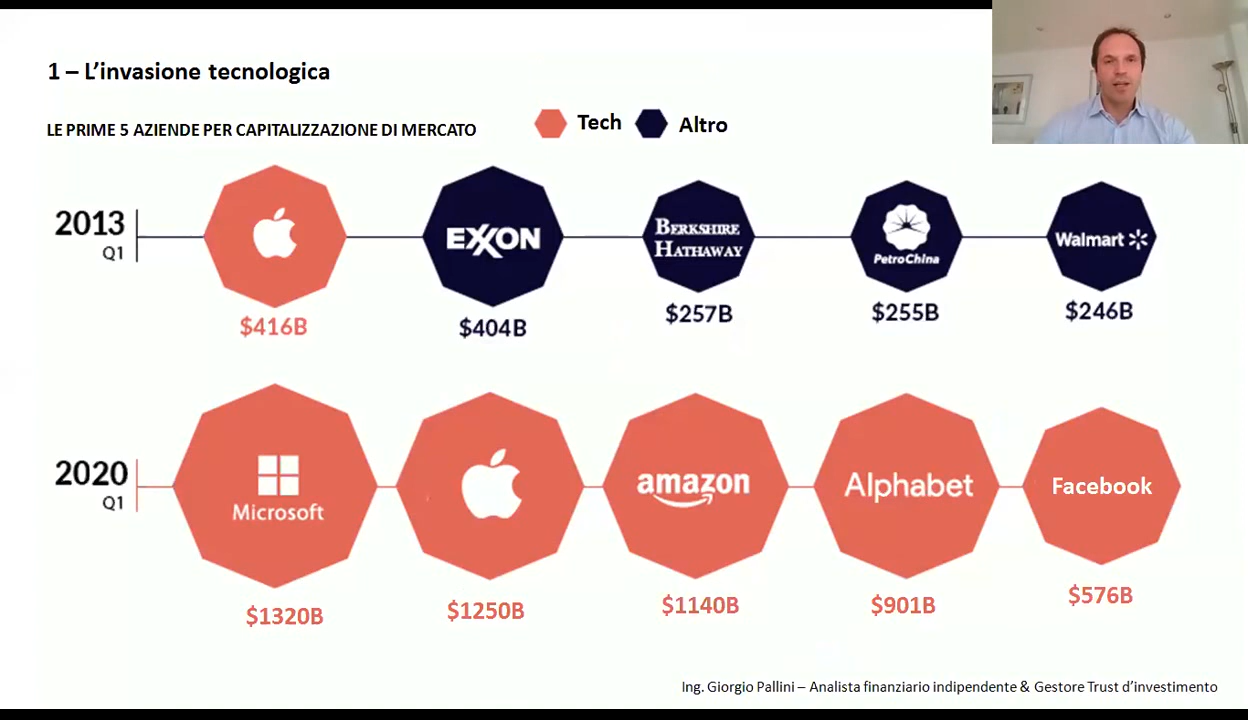 1 – L'invasione tecnologica
LE PRIME 5 AZIENDE PER CAPITALIZZAZIONE DI MERCATO
Tech
Altro
2013
Q1
EXXON
BERKSHIRE
HATHAWAY
PetroChina
Walmart
$416B
$404B
$257B
$255B
$246B
2020
Q1
Microsoft
amazon
Alphabet
Facebook
$1320B
$1250B
$1140B
$901B
$576B
Ing. Giorgio Pallini – Analista finanziario indipendente & Gestore Trust d'investimento